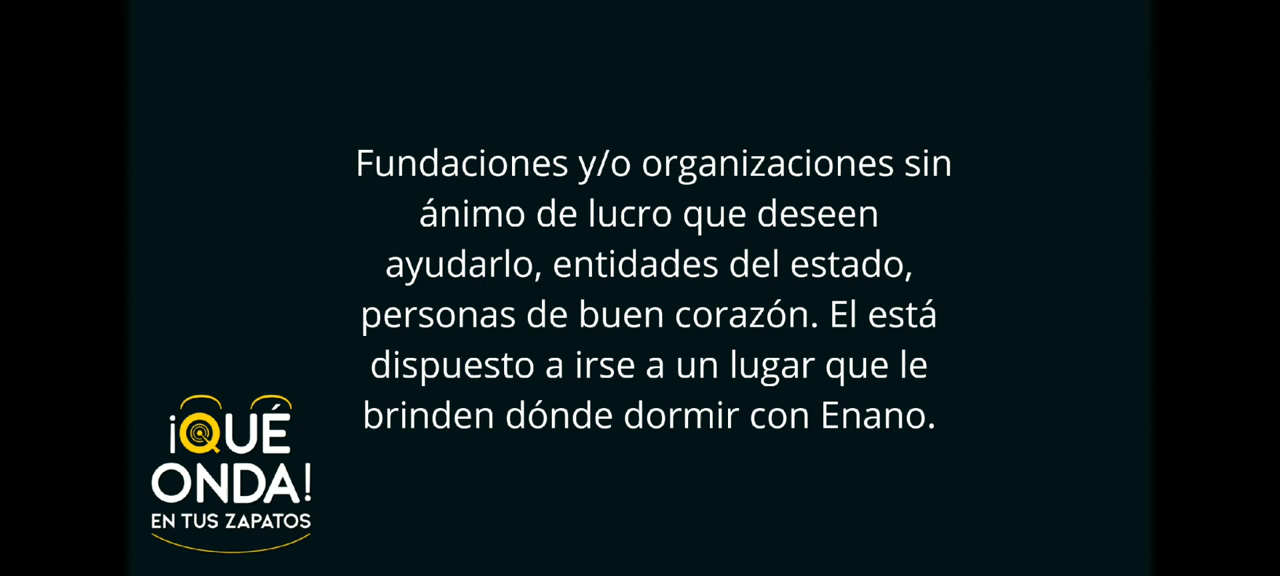 Fundaciones y/o organizaciones sin
ánimo de lucro que deseen
ayudarlo, entidades del estado,
personas de buen corazón. El está
dispuesto a irse a un lugar que le
brinden dónde dormir con Enano.
¡QUÉ
ONDA!
EN TUS ZAPATOS